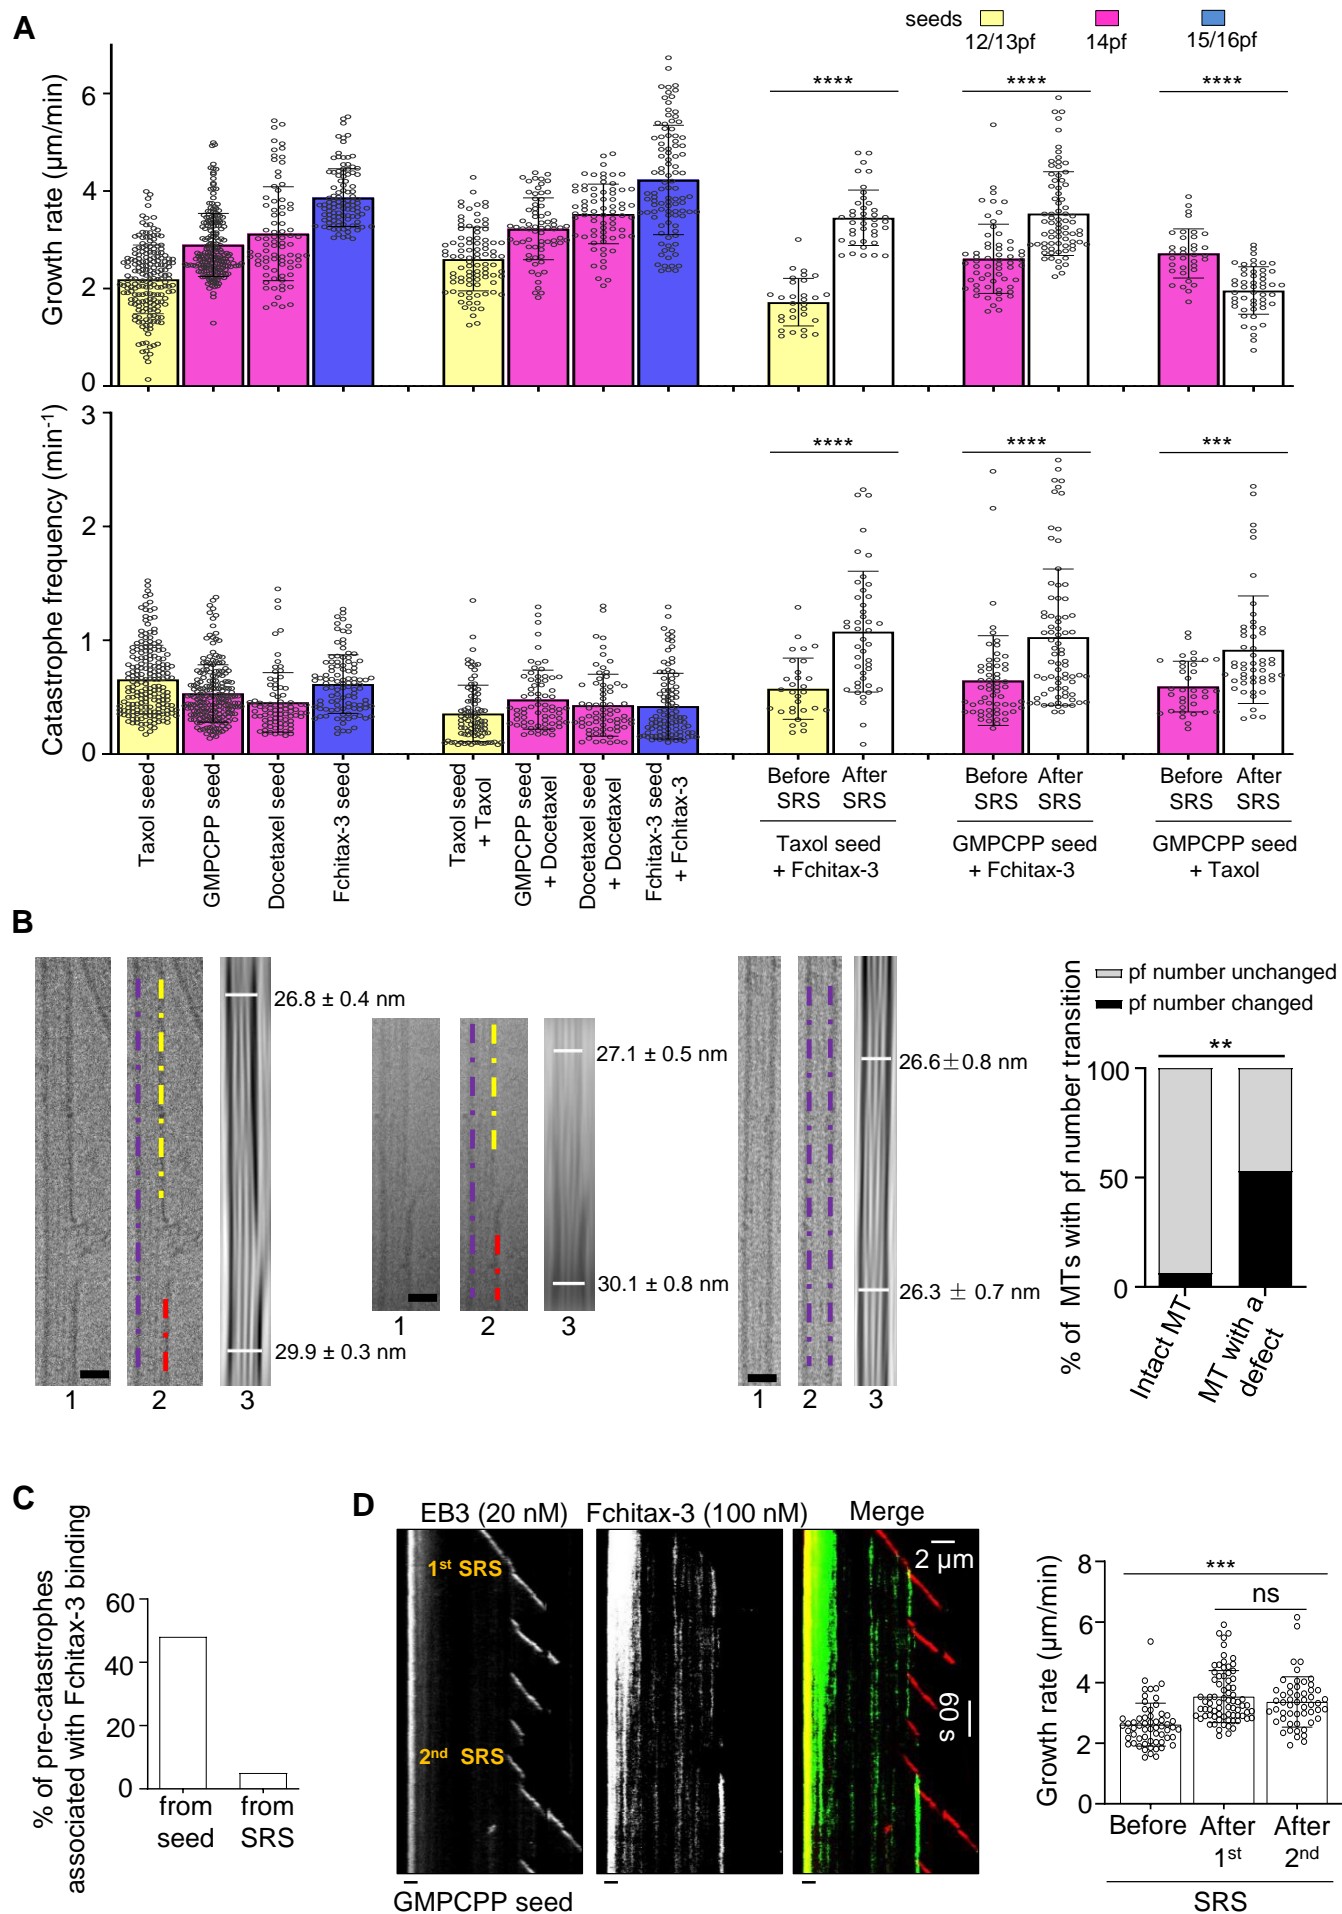 A
seeds
12/13pf
14pf
15/16pf
Growth rate (µm/min)
6
4
2
0
****
****
****
Catastrophe frequency (min-1)
3
2
1
0
****
****
***
Taxol seed
GMPCPP seed
Docetaxel seed
Fchitax-3 seed
Taxol seed
+ Taxol
GMPCPP seed
+ Docetaxel
Docetaxel seed
+ Docetaxel
Fchitax-3 seed
+ Fchitax-3
Before
SRS
After
SRS
Taxol seed
+ Fchitax-3
Before
SRS
After
SRS
GMPCPP seed
+ Fchitax-3
Before
SRS
After
SRS
GMPCPP seed
+ Taxol
B
26.8 ± 0.4 nm
29.9 ± 0.3 nm
1
2
3
27.1 ± 0.5 nm
30.1 ± 0.8 nm
1
2
3
26.6±0.8 nm
26.3 ± 0.7 nm
1
2
3
pf number unchanged
pf number changed
% of MTs with pf number transition
**
100
50
0
Intact MT
MT with a
defect
C
% of pre-catastrophes
associated with Fchitax-3 binding
60
40
20
0
from
seed
from
SRS
D
EB3 (20 nM)
Fchitax-3 (100 nM)
Merge
1st SRS
2nd SRS
2 µm
60 s
GMPCPP seed
Growth rate (µm/min)
8
6
4
2
0
***
ns
Before
After
1st
After
2nd
SRS